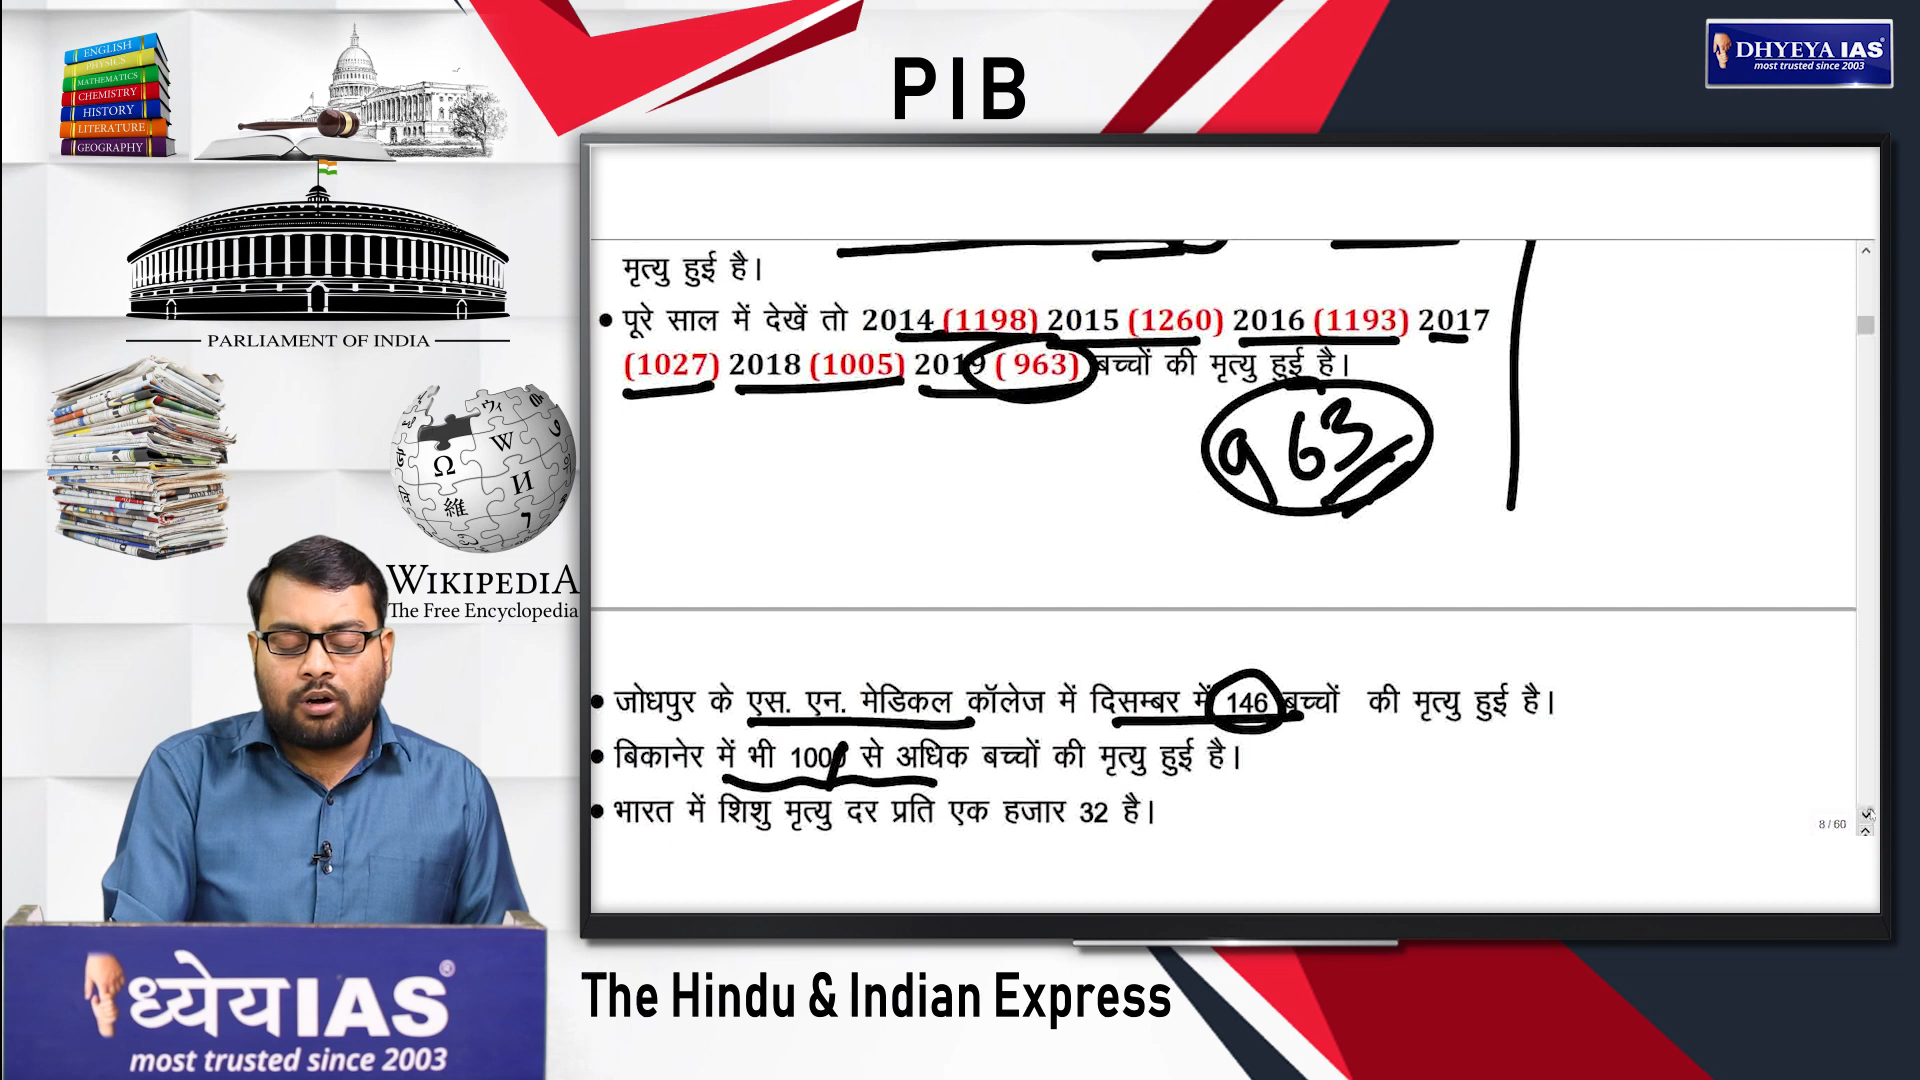 ENGLISH
PHYSICS
MATHEMATICS
CHEMISTRY
HISTORY
LITERATURE
GEOGRAPHY
PIB
DHYEYA IAS
most trusted since 2003
PARLIAMENT OF INDIA
WIKIPEDIA
The Free Encyclopedia
मृत्यु हुई है।
• पूरे साल में देखें तो 2014 (1198) 2015 (1260) 2016 (1193) 2017
(1027) 2018 (1005) 2019 ( 963) बच्चों की मृत्यु हुई है।
963
• जोधपुर के एस. एन. मेडिकल कॉलेज में दिसम्बर में 146 बच्चों की मृत्यु हुई है।
• बिकानेर में भी 1000 से अधिक बच्चों की मृत्यु हुई है।
• भारत में शिशु मृत्यु दर प्रति एक हजार 32 है।
8 / 60
ध्येय IAS
most trusted since 2003
The Hindu & Indian Express